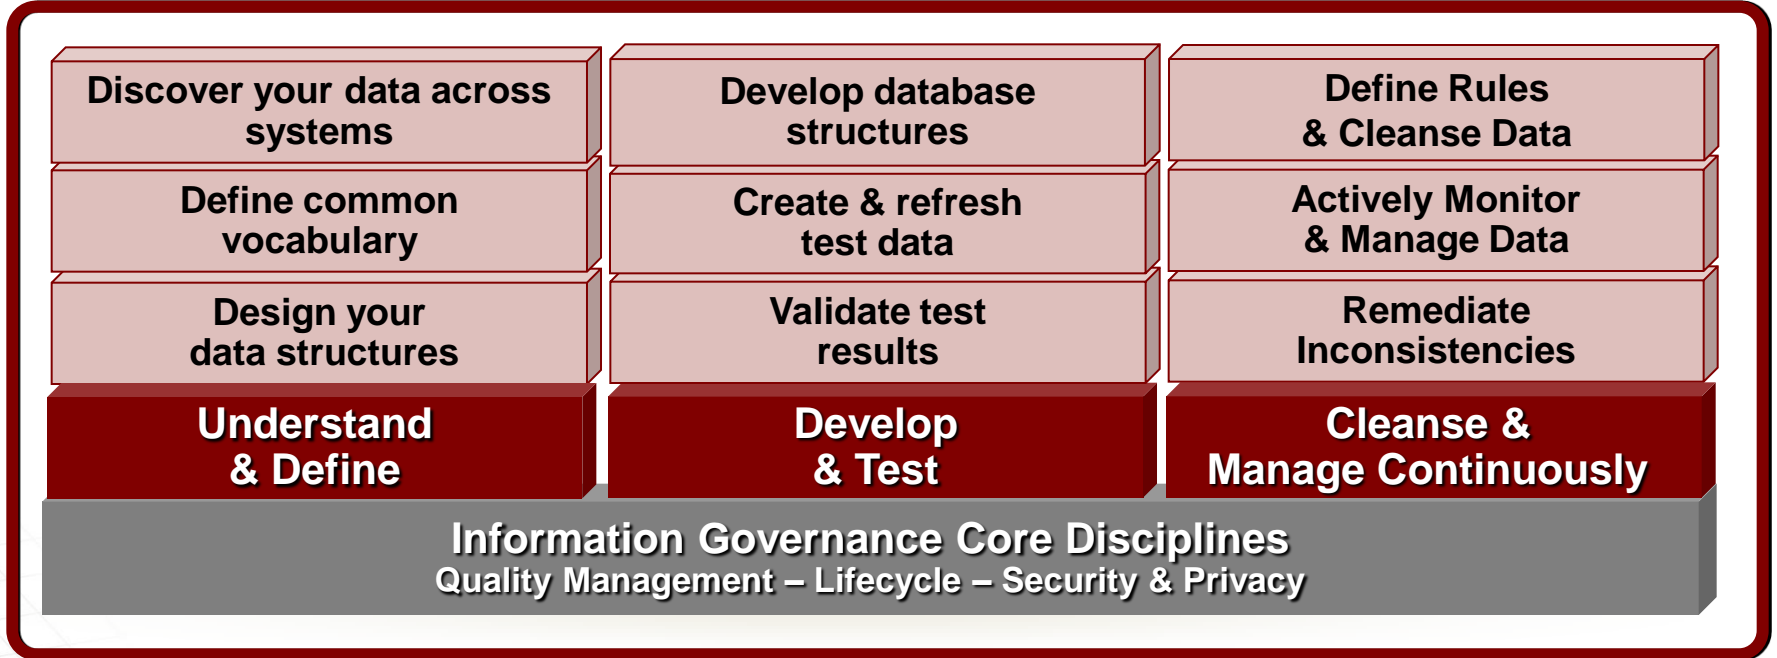 Discover your data across
systems
Define common
vocabulary
Design your
data structures
Understand
& Define
Develop database
structures
Create & refresh
test data
Validate test
results
Develop
& Test
Define Rules
& Cleanse Data
Actively Monitor
& Manage Data
Remediate
Inconsistencies
Cleanse &
Manage Continuously
Information Governance Core Disciplines
Quality Management – Lifecycle – Security & Privacy